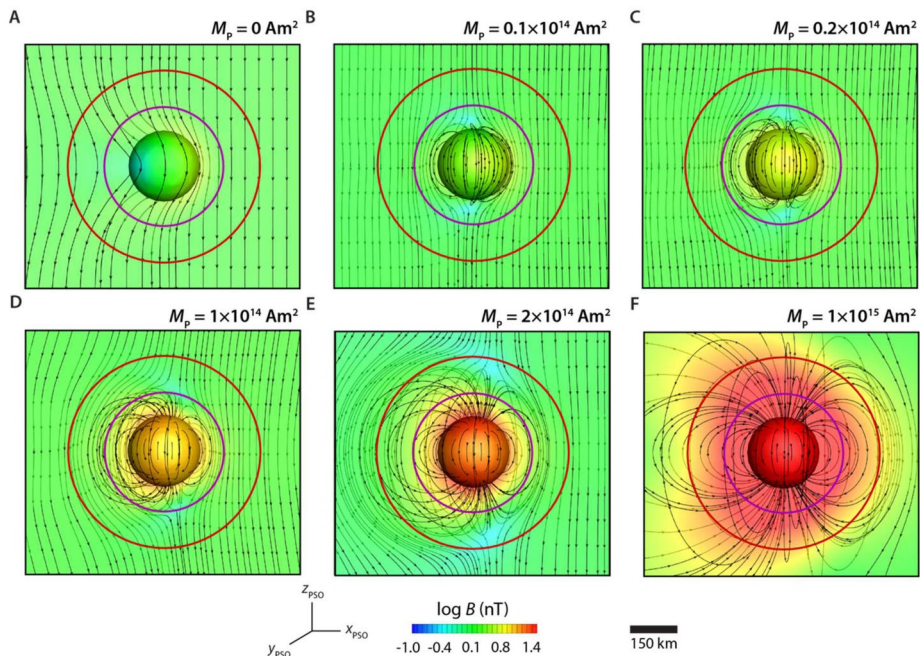 A
M_P = 0 Am²
B
M_P = 0.1×10¹⁴ Am²
C
M_P = 0.2×10¹⁴ Am²
D
M_P = 1×10¹⁴ Am²
E
M_P = 2×10¹⁴ Am²
F
M_P = 1×10¹⁵ Am²
z_PSO
x_PSO
y_PSO
log B (nT)
-1.0 -0.4 0.1 0.8 1.4
150 km